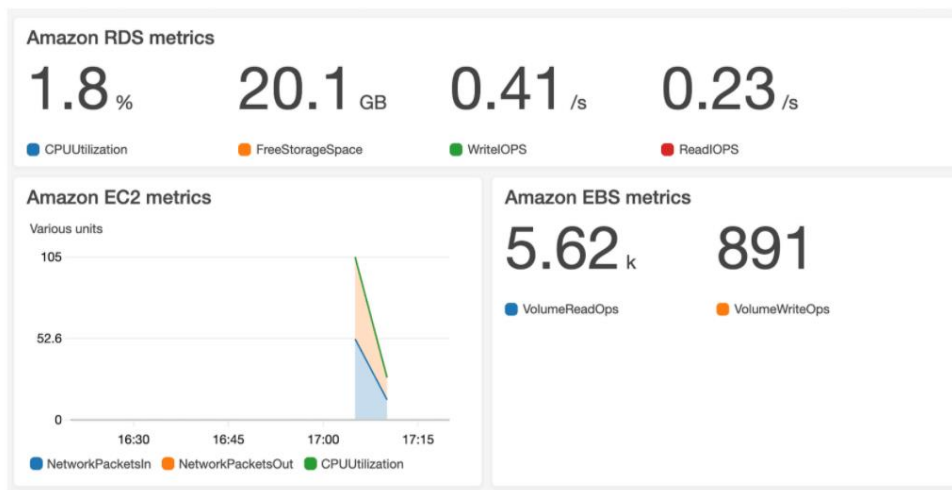 Amazon RDS metrics
1.8 % 20.1 GB 0.41 /s 0.23 /s
CPUUtilization FreeStorageSpace WriteIOPS ReadIOPS
Amazon EC2 metrics
Various units
105
52.6
0
16:30 16:45 17:00 17:15
NetworkPacketsIn NetworkPacketsOut CPUUtilization
Amazon EBS metrics
5.62 k 891
VolumeReadOps VolumeWriteOps